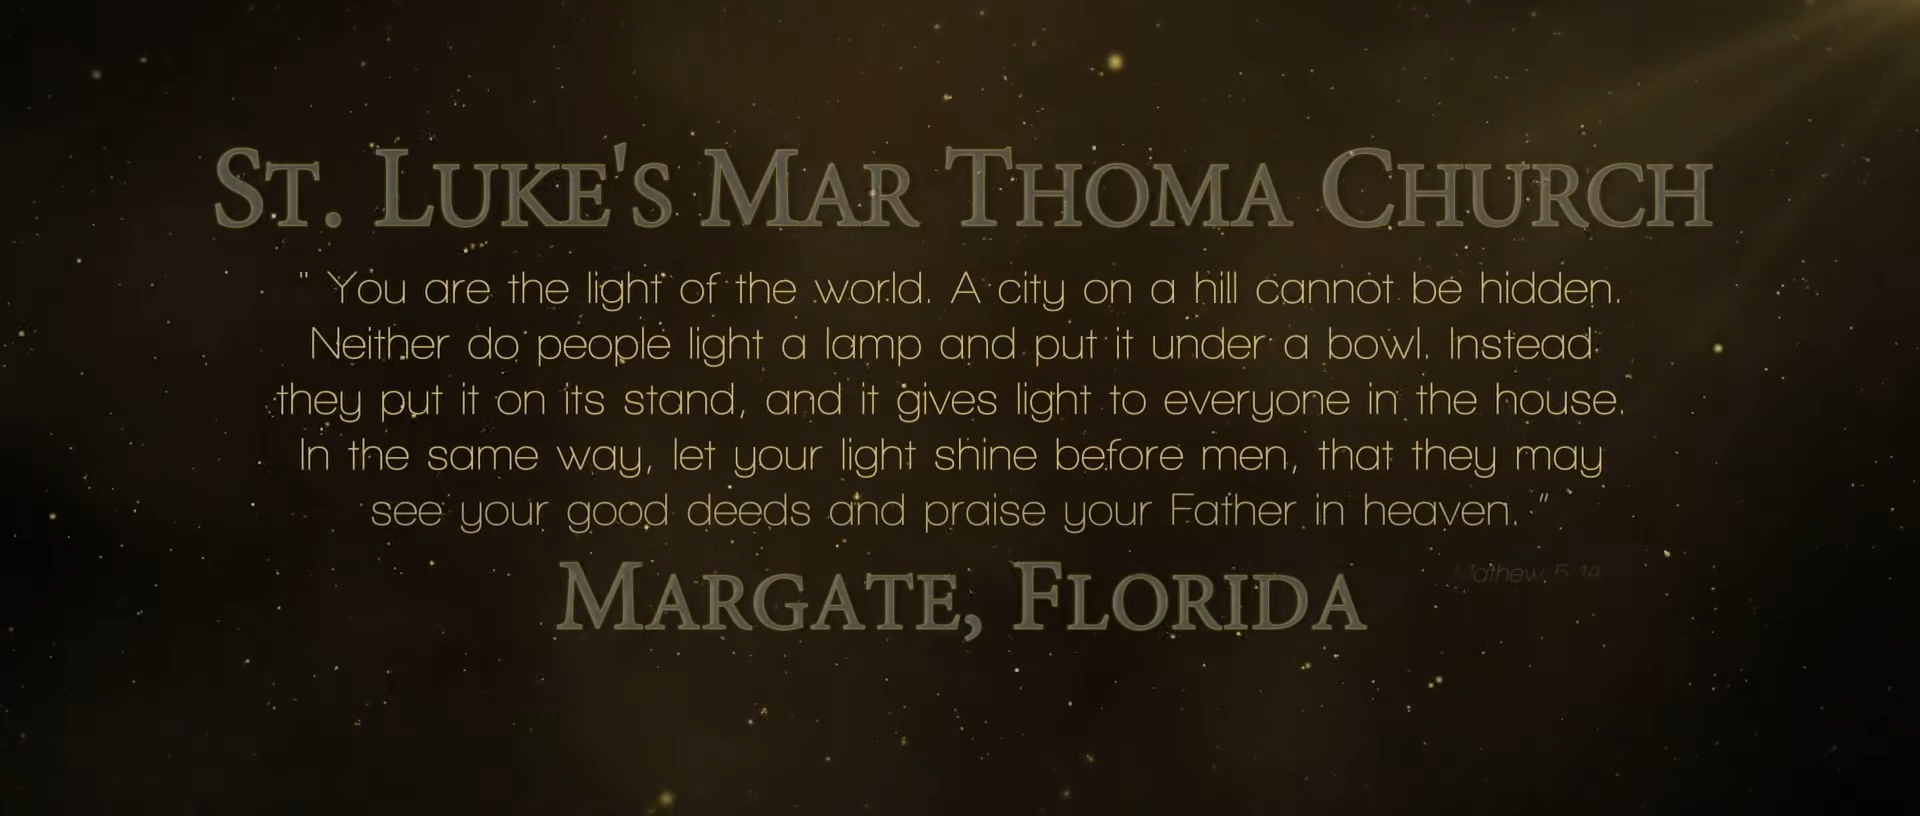 St. Luke's Mar Thoma Church
" You are the light of the world. A city on a hill cannot be hidden.
Neither do people light a lamp and put it under a bowl. Instead
they put it on its stand, and it gives light to everyone in the house.
In the same way, let your light shine before men, that they may
see your good deeds and praise your Father in heaven. "
Mathew 5:14
Margate, Florida